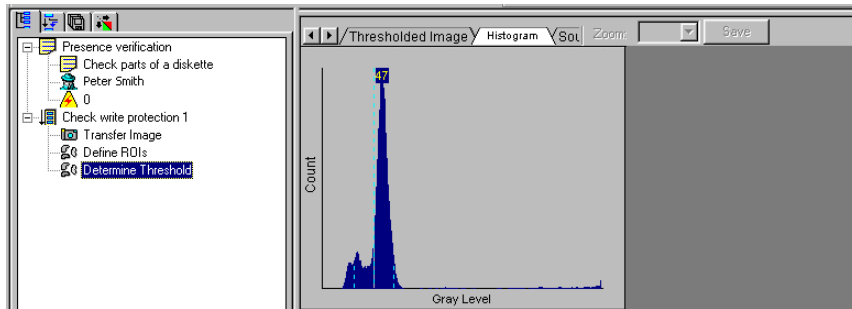 Presence verification
Check parts of a diskette
Peter Smith
0
Check write protection 1
Transfer Image
Define ROIs
Determine Threshold
Thresholded Image
Histogram
Sou
Zoom:
Save
47
Count
Gray Level